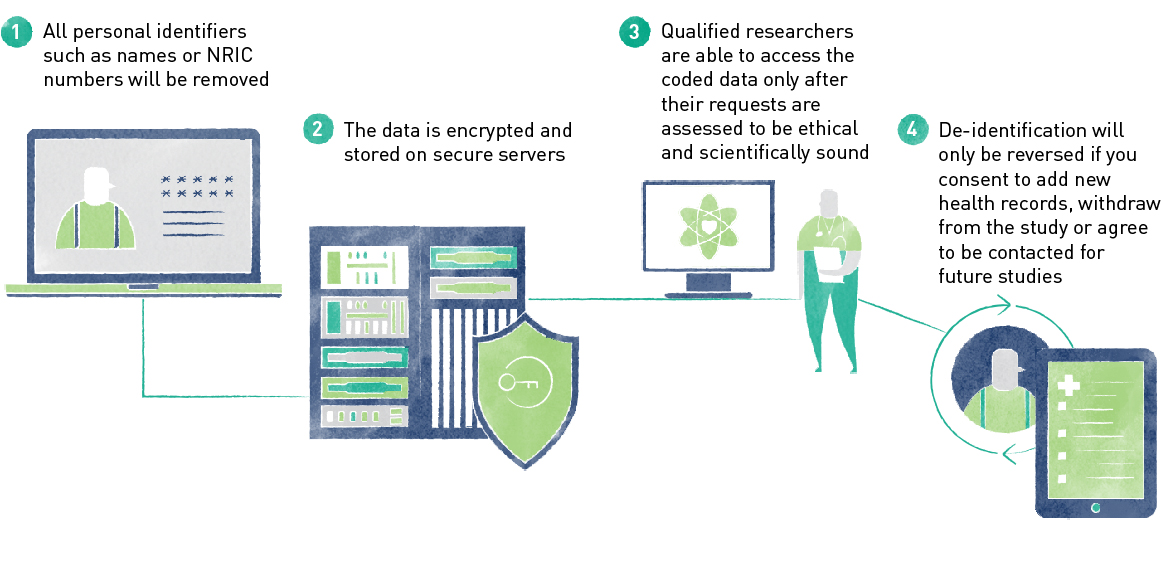 1
All personal identifiers
such as names or NRIC
numbers will be removed
2
The data is encrypted and
stored on secure servers
3
Qualified researchers
are able to access the
coded data only after
their requests are
assessed to be ethical
and scientifically sound
4
De-identification will
only be reversed if you
consent to add new
health records, withdraw
from the study or agree
to be contacted for
future studies